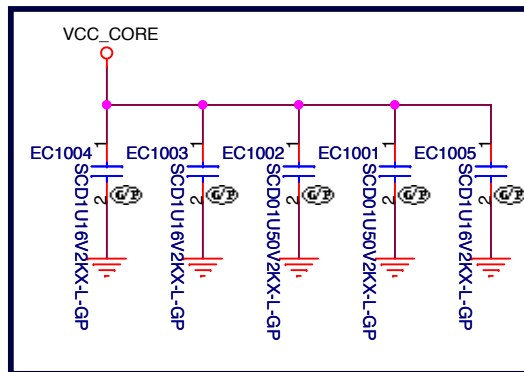 VCC_CORE
EC1004
1
2
SCD1U16V2KX-L-GP
G/P
EC1003
1
2
SCD1U16V2KX-L-GP
G/P
EC1002
1
2
SCD01U50V2KX-L-GP
G/P
EC1001
1
2
SCD01U50V2KX-L-GP
G/P
EC1005
1
2
SCD1U16V2KX-L-GP
G/P